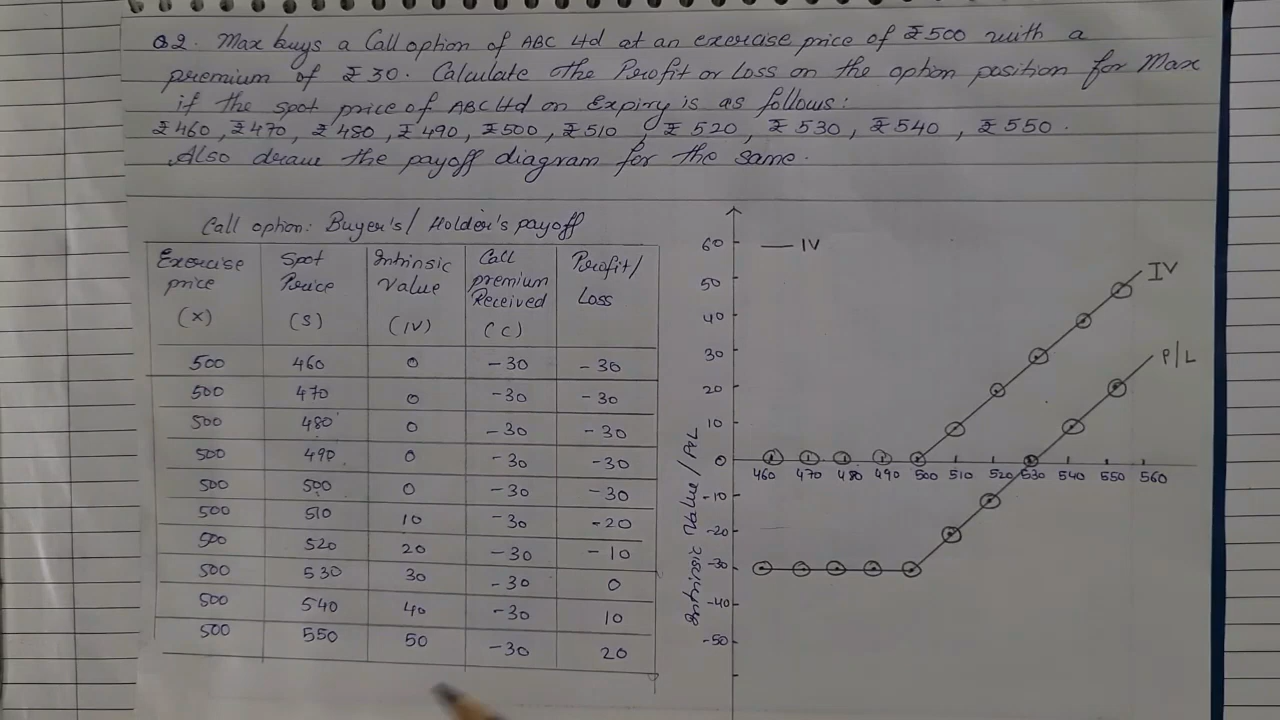 Q2. Max buys a Call option of ABC Ltd at an exercise price of ₹500 with a
premium of ₹30. Calculate the Profit or Loss on the option position for Max
if the spot price of ABC Ltd on Expiry is as follows:
₹460, ₹470, ₹480, ₹490, ₹500, ₹510, ₹520, ₹530, ₹540, ₹550.
Also draw the payoff diagram for the same.
Call option: Buyer's/Holder's payoff
Exercise price (X) Spot Price (S) Intrinsic Value (IV) Call premium Received (C) Profit/Loss
500 460 0 -30 -30
500 470 0 -30 -30
500 480 0 -30 -30
500 490 0 -30 -30
500 500 0 -30 -30
500 510 10 -30 -20
500 520 20 -30 -10
500 530 30 -30 0
500 540 40 -30 10
500 550 50 -30 20
Intrinsic Value / P/L
60
50
40
30
20
10
0
-10
-20
-30
-40
-50
— IV
IV
P/L
460 470 480 490 500 510 520 530 540 550 560